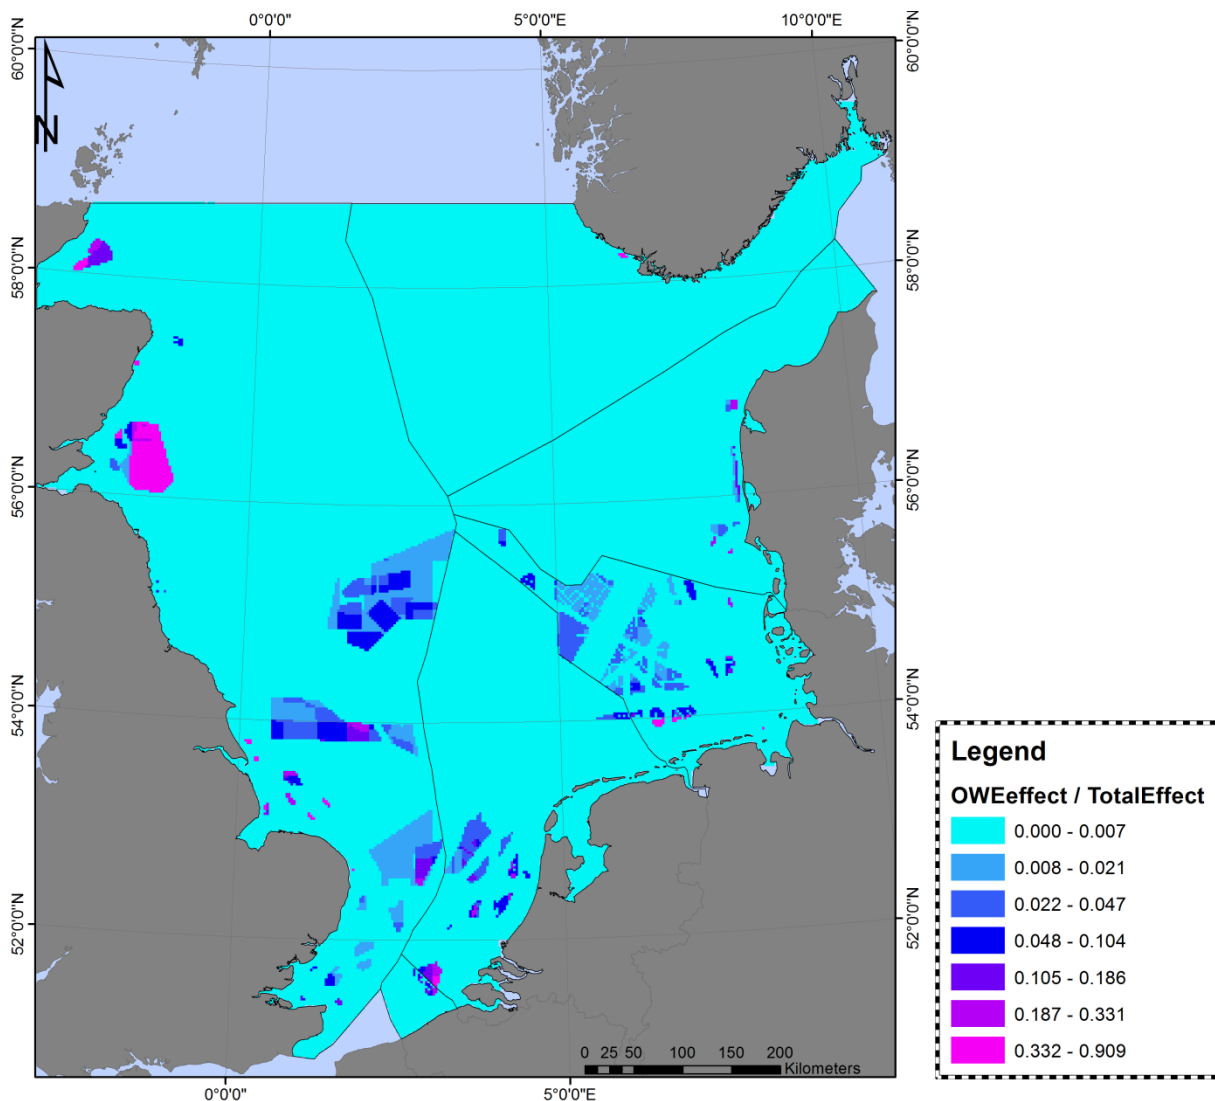 0°0'0"
5°0'0"E
10°0'0"E
60°0'0"N
60°0'0"N
N
58°0'0"N
58°0'0"N
56°0'0"N
56°0'0"N
54°0'0"N
54°0'0"N
52°0'0"N
52°0'0"N
Legend
OWEeffect / TotalEffect
0.000 - 0.007
0.008 - 0.021
0.022 - 0.047
0.048 - 0.104
0.105 - 0.186
0.187 - 0.331
0.332 - 0.909
0 25 50 100 150 200
Kilometers
0°0'0"E
5°0'0"E